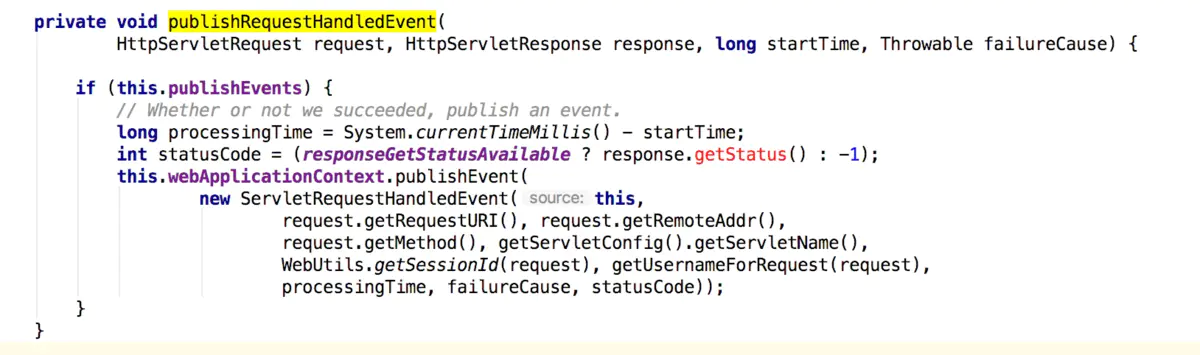 private void publishRequestHandledEvent(
HttpServletRequest request, HttpServletResponse response, long startTime, Throwable failureCause) {
if (this.publishEvents) {
// Whether or not we succeeded, publish an event.
long processingTime = System.currentTimeMillis() - startTime;
int statusCode = (responseGetStatusAvailable ? response.getStatus() : -1);
this.webApplicationContext.publishEvent(
new ServletRequestHandledEvent( source: this,
request.getRequestURI(), request.getRemoteAddr(),
request.getMethod(), getServletConfig().getServletName(),
WebUtils.getSessionId(request), getUsernameForRequest(request),
processingTime, failureCause, statusCode));
}
}